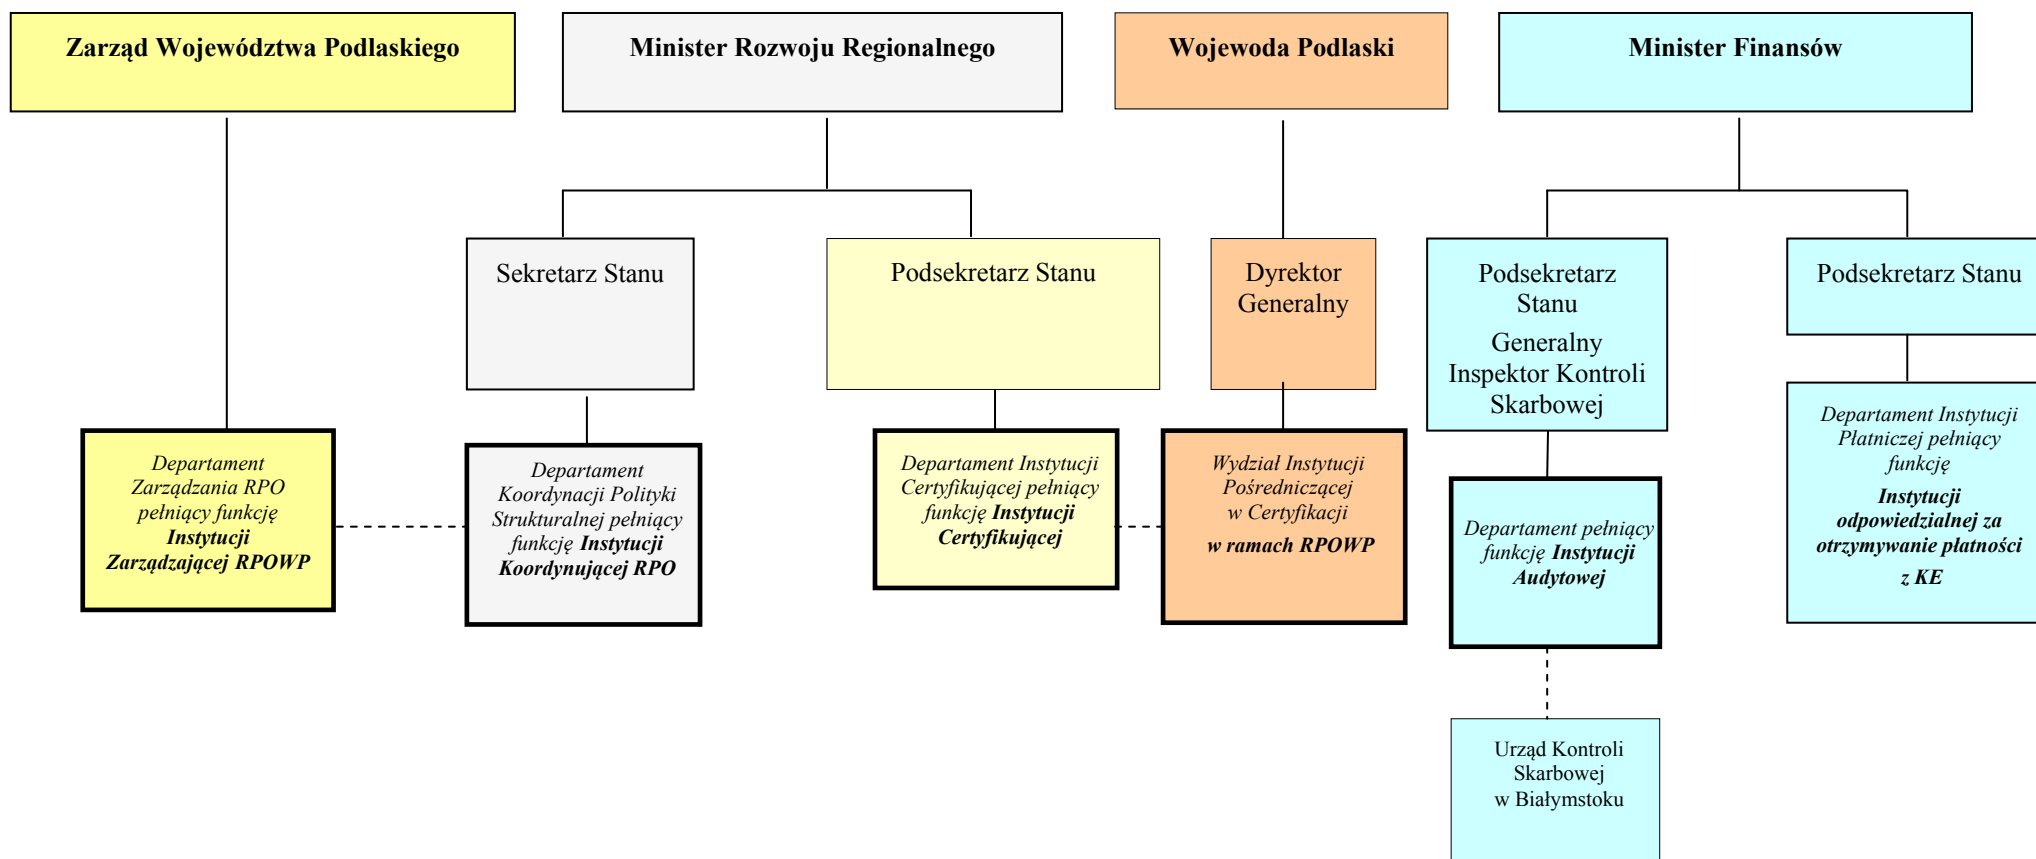 Zarząd Województwa Podlaskiego
Minister Rozwoju Regionalnego
Wojewoda Podlaski
Minister Finansów
Sekretarz Stanu
Podsekretarz Stanu
Dyrektor
Generalny
Podsekretarz
Stanu
Generalny
Inspektor Kontroli
Skarbowej
Podsekretarz Stanu
Departament
Zarządzania RPO
pełniący funkcję
Instytucji
Zarządzającej RPOWP
Departament
Koordynacji Polityki
Strukturalnej pełniący
funkcję Instytucji
Koordynującej RPO
Departament Instytucji
Certyfikującej pełniący
funkcję Instytucji
Certyfikującej
Wydział Instytucji
Pośredniczącej
w Certyfikacji
w ramach RPOWP
Departament pełniący
funkcję Instytucji
Audytowej
Departament Instytucji
Płatniczej pełniący
funkcję
Instytucji
odpowiedzialnej za
otrzymywanie płatności
z KE
Urząd Kontroli
Skarbowej
w Białymstoku